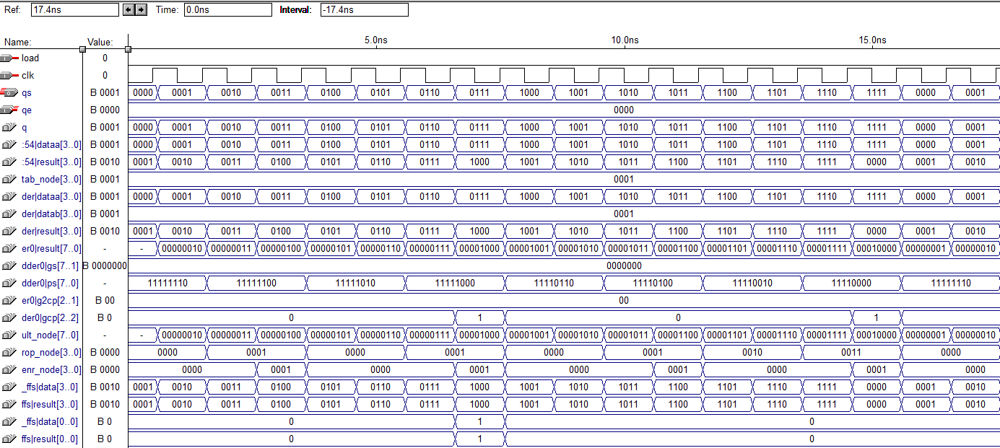 Ref: 17.4ns Time: 0.0ns Interval: -17.4ns
5.0ns 10.0ns 15.0ns
Name: Value:
load 0
clk 0
qs B 0001 0000 0001 0010 0011 0100 0101 0110 0111 1000 1001 1010 1011 1100 1101 1110 1111 0000 0001
qe B 0000 0000
q B 0001 0000 0001 0010 0011 0100 0101 0110 0111 1000 1001 1010 1011 1100 1101 1110 1111 0000 0001
:54|dataa[3..0] B 0001 0000 0001 0010 0011 0100 0101 0110 0111 1000 1001 1010 1011 1100 1101 1110 1111 0000 0001
:54|result[3..0] B 0010 0001 0010 0011 0100 0101 0110 0111 1000 1001 1010 1011 1100 1101 1110 1111 0000 0001 0010
tab_node[3..0] B 0001 0001
der|dataa[3..0] B 0001 0000 0001 0010 0011 0100 0101 0110 0111 1000 1001 1010 1011 1100 1101 1110 1111 0000 0001
der|datab[3..0] B 0001 0001
der|result[3..0] B 0010 0001 0010 0011 0100 0101 0110 0111 1000 1001 1010 1011 1100 1101 1110 1111 0000 0001 0010
er0|result[7..0] - - 00000010 00000011 00000100 00000101 00000110 00000111 00001000 00001001 00001010 00001011 00001100 00001101 00001110 00001111 00010000 00000001 00000010
dder0|gs[7..1] B 0000000 0000000
dder0|ps[7..0] - 11111110 11111100 11111010 11111000 11110110 11110100 11110010 11110000 11111110
er0|g2cp[2..1] B 00 00
der0|gcp[2..2] B 0 0 1 0 1
ult_node[7..0] - - 00000010 00000011 00000100 00000101 00000110 00000111 00001000 00001001 00001010 00001011 00001100 00001101 00001110 00001111 00010000 00000001 00000010
rop_node[3..0] B 0000 0000 0001 0000 0001 0000 0001 0010 0011 0000
enr_node[3..0] B 0000 0000 0001 0000 0001 0000 0001 0000 0001 0000
_ffs|data[3..0] B 0010 0001 0010 0011 0100 0101 0110 0111 1000 1001 1010 1011 1100 1101 1110 1111 0000 0001 0010
ffs|result[3..0] B 0010 0001 0010 0011 0100 0101 0110 0111 1000 1001 1010 1011 1100 1101 1110 1111 0000 0001 0010
_ffs|data[0..0] B 0 0 1 0
ffs|result[0..0] B 0 0 1 0